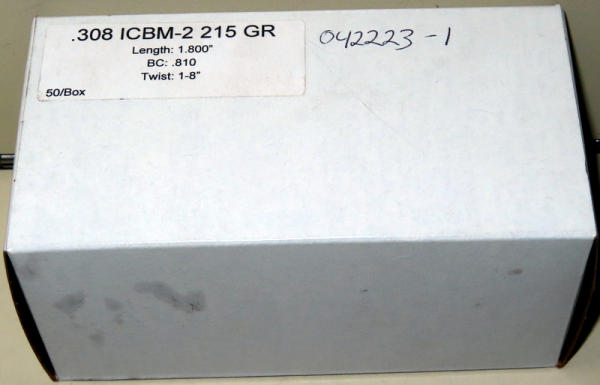 .308 ICBM-2 215 GR
Length: 1.800"
BC: .810
Twist: 1-8"
50/Box
042223-1